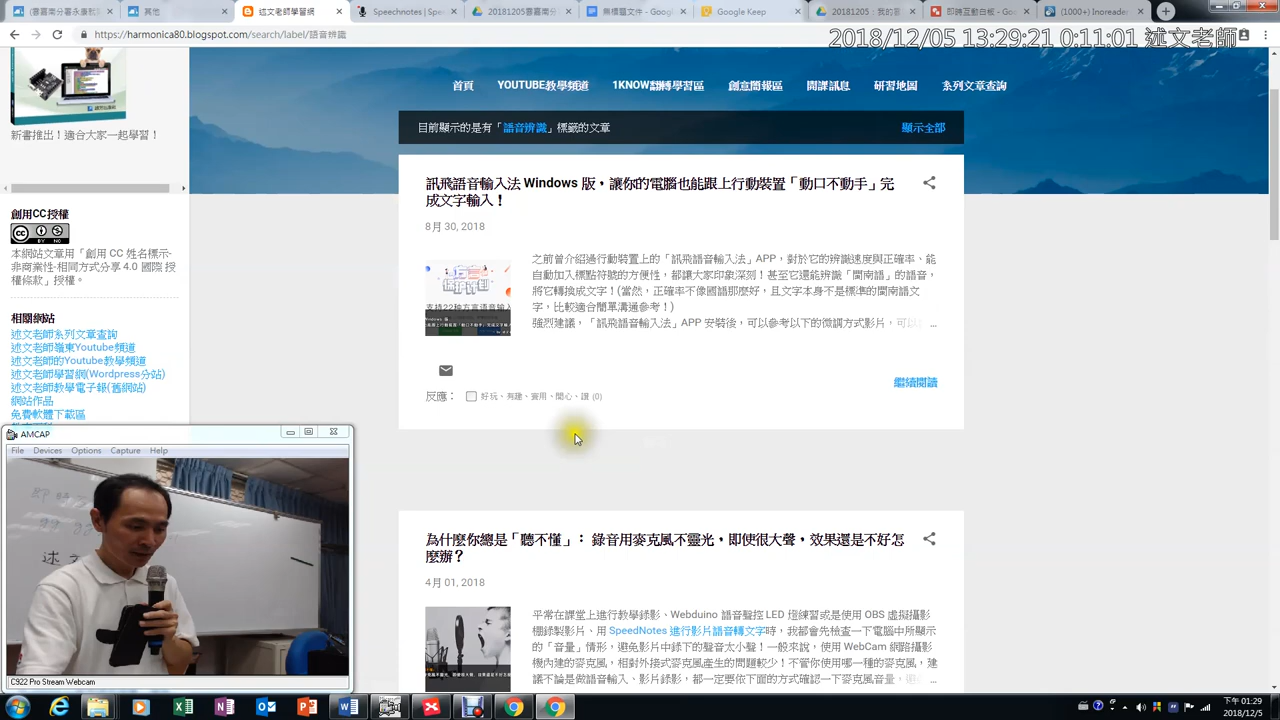 (嘉義縣分署永慶影
其他
述文老師學習網
Speechnotes | Spe
20181205臺嘉南分
無標題文件 - Googl
Google Keep
20181205 : 我的
即時互動白板 - Go
(1000+) Inoreader
https://harmonica80.blogspot.com/search/label/語音辨識
2018/12/05 13:29:21 0:11:01 述文老師
首頁 YOUTUBE教學頻道 1KNOW翻轉學習區 創意簡報區 開課訊息 研習地圖 系列文章查詢
新書推出！適合大家一起學習！
目前顯示的是有「語音辨識」標籤的文章 顯示全部
訊飛語音輸入法 Windows 版，讓你的電腦也能跟上行動裝置「動口不動手」完
成文字輸入！
8月 30, 2018
創用CC授權
BY NC
本網站文章用「創用 CC 姓名標示-
非商業性-相同方式分享 4.0 國際 授
權條款」授權。
之前曾介紹過行動裝置上的「訊飛語音輸入法」APP，對於它的辨識速度與正確率、能
自動加入標點符號的方便性，都讓大家印象深刻！甚至它還能辨識「閩南語」的語音，
將它轉換成文字！(當然，正確率不像國語那麼好，且文字本身不是標準的閩南語文
字，比較適合簡單溝通參考！)
強烈建議，「訊飛語音輸入法」APP 安裝後，可以參考以下的微調方式影片，可以
支持22种方言语音输入
繼續閱讀
反應： 好玩、有趣、實用、開心、讚 (0)
相關網站
述文老師系列文章查詢
述文老師嶺東Youtube頻道
述文老師的Youtube教學頻道
述文老師學習網(Wordpress分站)
述文老師教學電子報(舊網站)
網站作品
免費軟體下載區
AMCAP
File Devices Options Capture Help
述文
C922 Pro Stream Webcam
為什麼你總是「聽不懂」： 錄音用麥克風不靈光，即使很大聲，效果還是不好怎
麼辦？
4月 01, 2018
平常在課堂上進行教學錄影、Webduino 語音聲控 LED 燈練習或是使用 OBS 虛擬攝影
棚錄製影片、用 SpeedNotes 進行影片語音轉文字時，我都會先檢查一下電腦中所顯示
的「音量」情形，避免影片中錄下的聲音太小聲！一般來說，使用 WebCam 網路攝影
機內建的麥克風，相對外接式麥克風產生的問題較少！不管你使用哪一種的麥克風，建
議不論是做語音輸入、影片錄影，都一定要依下面的方式確認一下麥克風音量，
下午 01:29
2018/12/5